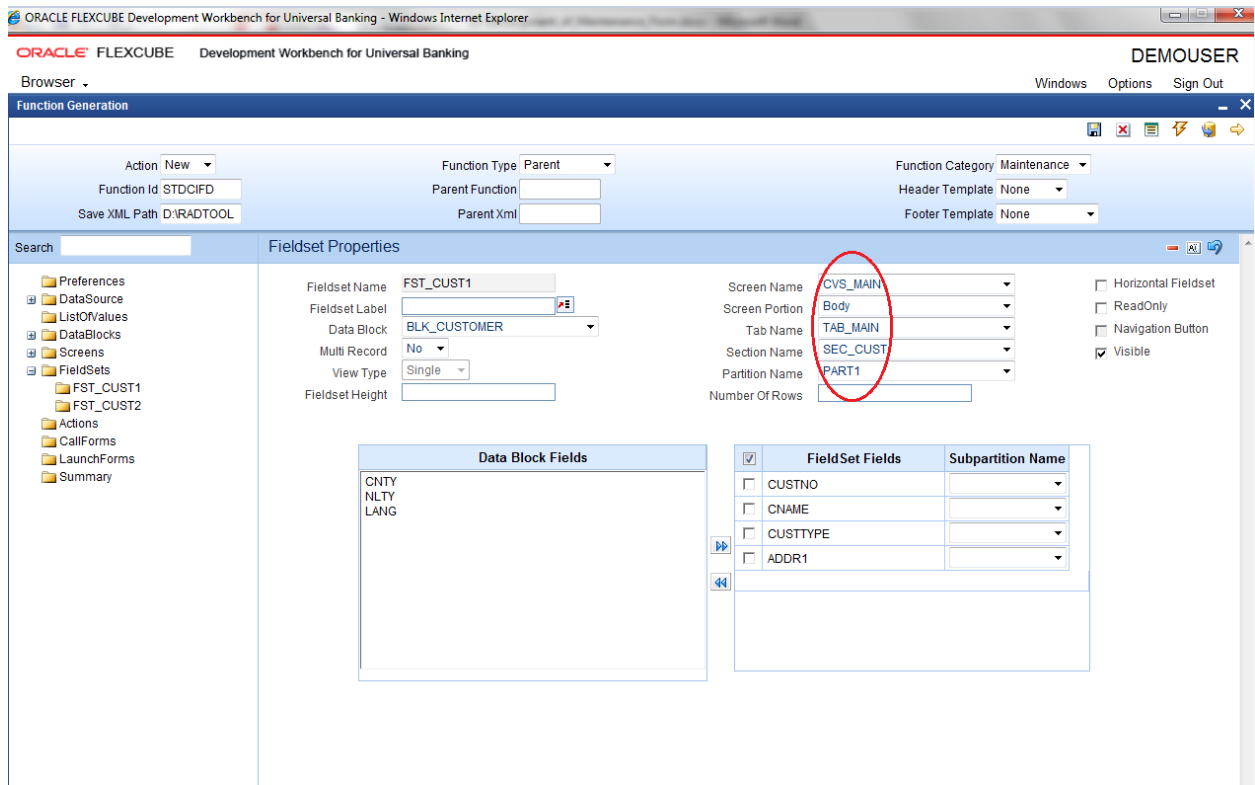 ORACLE FLEXCUBE Development Workbench for Universal Banking - Windows Internet Explorer
ORACLE FLEXCUBE Development Workbench for Universal Banking
DEMOUSER
Browser
Windows Options Sign Out
Function Generation
Action New Function Type Parent Function Category Maintenance
Function Id STDCIFD Parent Function Header Template None
Save XML Path D:\RADTOOL Parent Xml Footer Template None
Search
Preferences
DataSource
ListOfValues
DataBlocks
Screens
FieldSets
FST_CUST1
FST_CUST2
Actions
CallForms
LaunchForms
Summary
Fieldset Properties
Fieldset Name FST_CUST1
Fieldset Label
Data Block BLK_CUSTOMER
Multi Record No
View Type Single
Fieldset Height
Screen Name CVS_MAIN
Screen Portion Body
Tab Name TAB_MAIN
Section Name SEC_CUST
Partition Name PART1
Number Of Rows
Horizontal Fieldset
ReadOnly
Navigation Button
Visible
Data Block Fields
CNTY
NLTY
LANG
FieldSet Fields Subpartition Name
CUSTNO
CNAME
CUSTTYPE
ADDR1